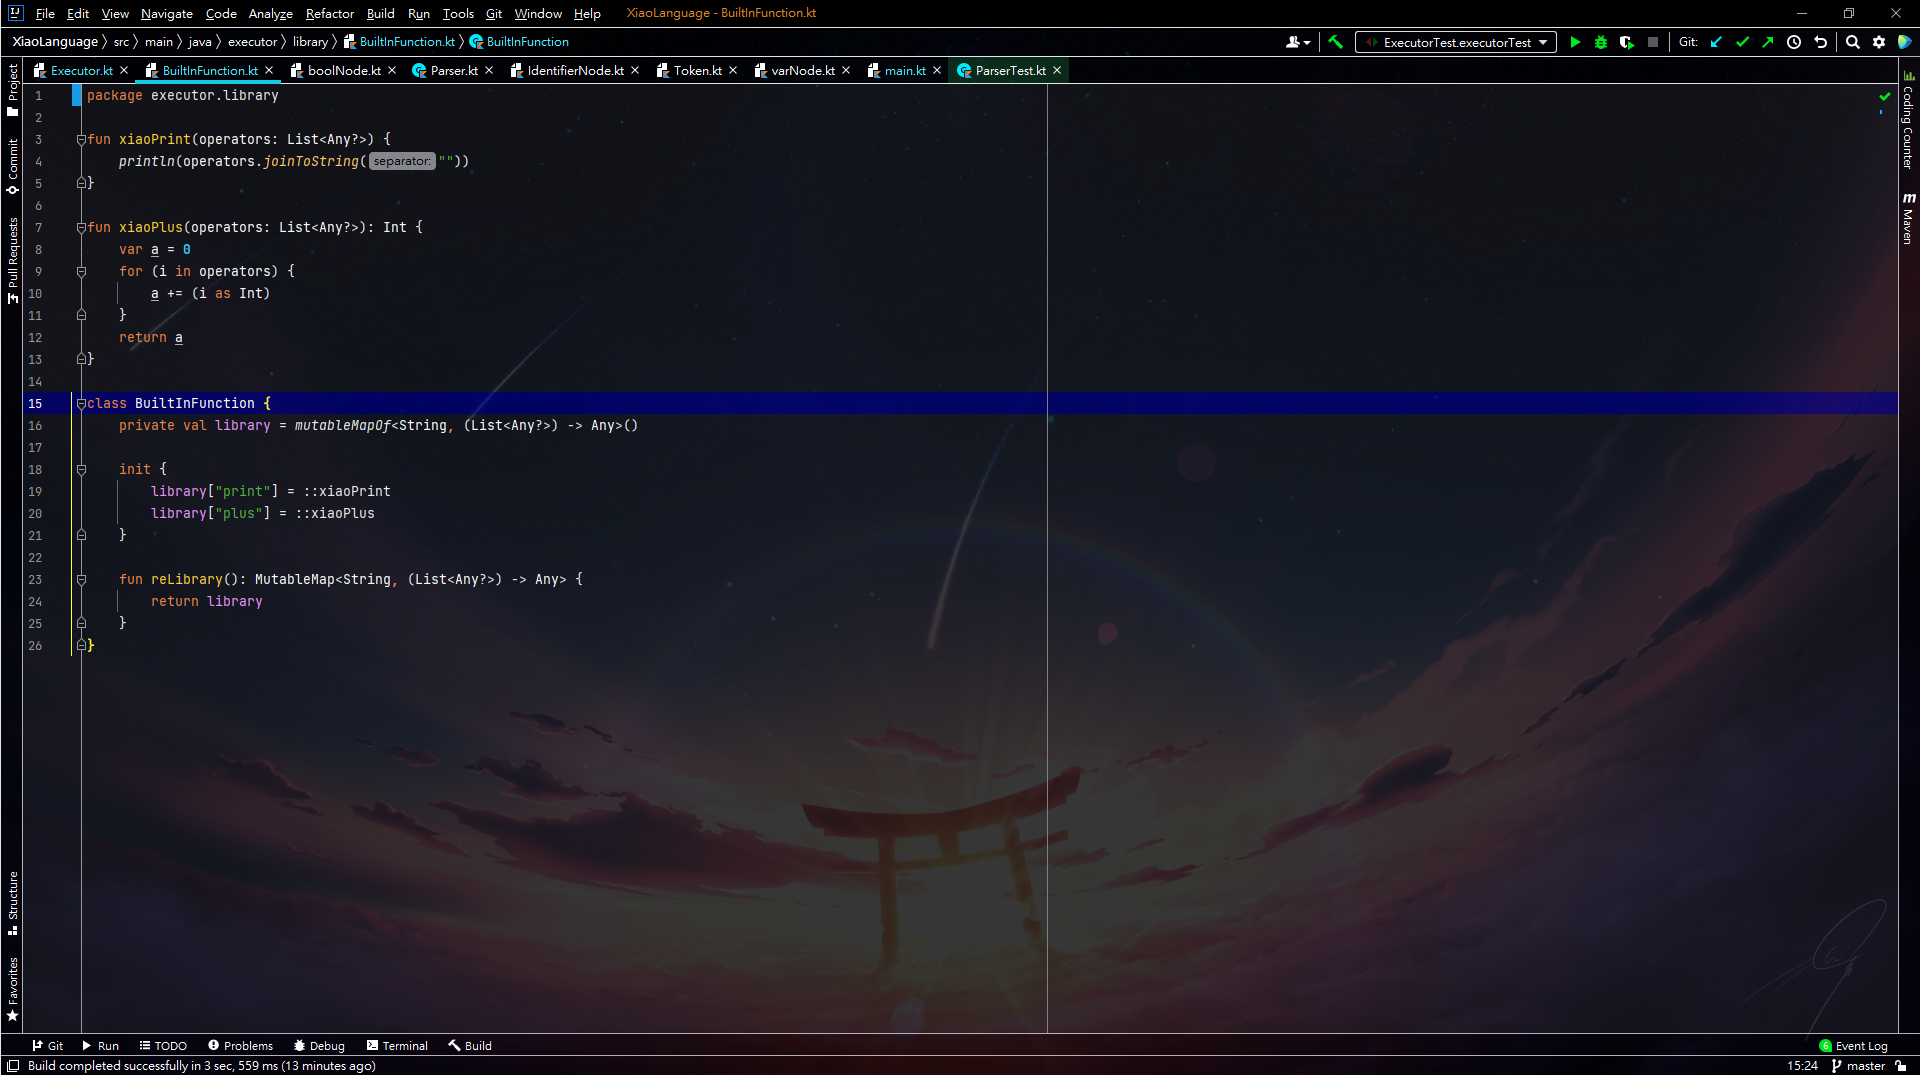 File Edit View Navigate Code Analyze Refactor Build Run Tools Git Window Help XiaoLanguage - BuiltInFunction.kt
XiaoLanguage 〉 src 〉 main 〉 java 〉 executor 〉 library 〉 BuiltInFunction.kt 〉 BuiltInFunction ExecutorTest.executorTest Git:
Executor.kt BuiltInFunction.kt boolNode.kt Parser.kt IdentifierNode.kt Token.kt varNode.kt main.kt ParserTest.kt
Project
Commit
Pull Requests
Structure
Favorites
1 package executor.library
2
3 fun xiaoPrint(operators: List<Any?>) {
4 println(operators.joinToString( separator: ""))
5 }
6
7 fun xiaoPlus(operators: List<Any?>): Int {
8 var a = 0
9 for (i in operators) {
10 a += (i as Int)
11 }
12 return a
13 }
14
15 class BuiltInFunction {
16 private val library = mutableMapOf<String, (List<Any?>) -> Any>()
17
18 init {
19 library["print"] = ::xiaoPrint
20 library["plus"] = ::xiaoPlus
21 }
22
23 fun reLibrary(): MutableMap<String, (List<Any?>) -> Any> {
24 return library
25 }
26 }
Coding Counter
m Maven
Git Run TODO Problems Debug Terminal Build 6 Event Log
Build completed successfully in 3 sec, 559 ms (13 minutes ago) 15:24 master